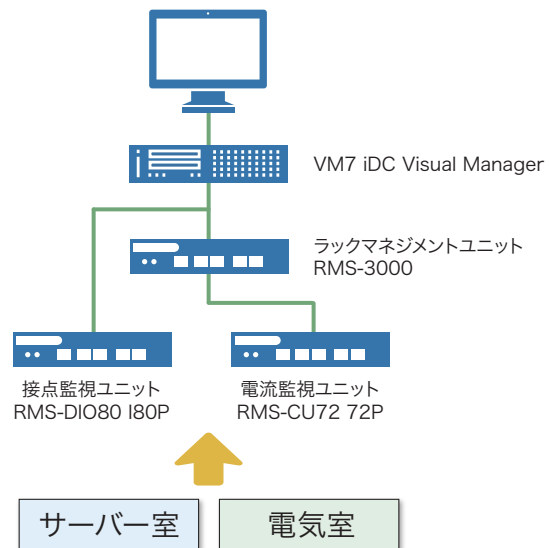 VM7 iDC Visual Manager
ラックマネジメントユニット
RMS-3000
接点監視ユニット
RMS-DIO80 I80P
電流監視ユニット
RMS-CU72 72P
サーバー室
電気室